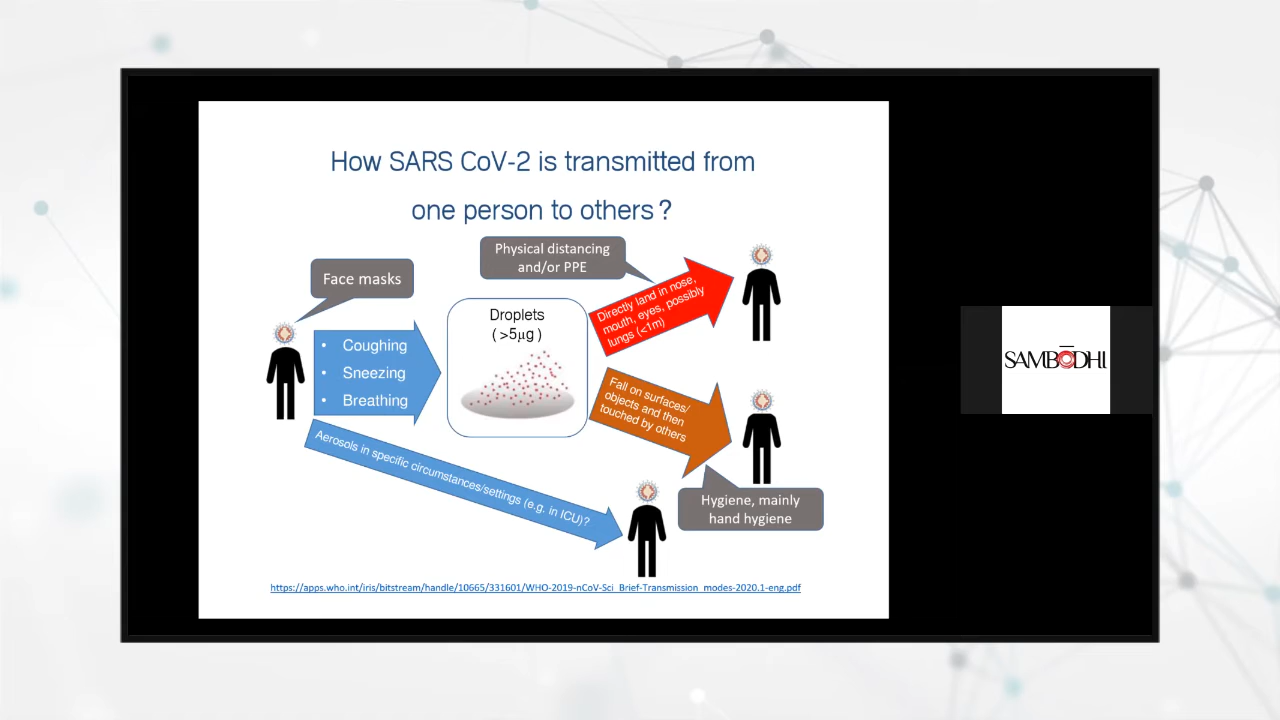 How SARS CoV-2 is transmitted from
one person to others ?
Physical distancing
and/or PPE
Face masks
Droplets
( >5µg )
Directly land in nose,
mouth, eyes, possibly
lungs (<1m)
• Coughing
• Sneezing
• Breathing
Fall on surfaces/
objects and then
touched by others
Aerosols in specific circumstances/settings (e.g. in ICU)?
Hygiene, mainly
hand hygiene
https://apps.who.int/iris/bitstream/handle/10665/331601/WHO-2019-nCoV-Sci_Brief-Transmission_modes-2020.1-eng.pdf
SAMBŌDHI